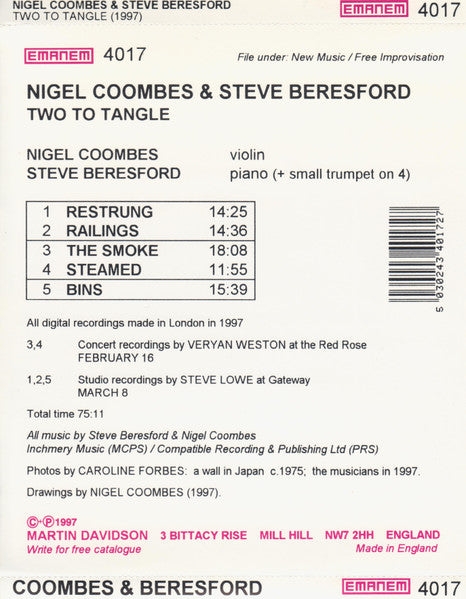 NIGEL COOMBES & STEVE BERESFORD
TWO TO TANGLE (1997)
EMANEM 4017
EMANEM 4017
File under: New Music / Free Improvisation
NIGEL COOMBES & STEVE BERESFORD
TWO TO TANGLE
NIGEL COOMBES violin
STEVE BERESFORD piano (+ small trumpet on 4)
1 RESTRUNG 14:25
2 RAILINGS 14:36
3 THE SMOKE 18:08
4 STEAMED 11:55
5 BINS 15:39
5 030243 401727
All digital recordings made in London in 1997
3,4 Concert recordings by VERYAN WESTON at the Red Rose
FEBRUARY 16
1,2,5 Studio recordings by STEVE LOWE at Gateway
MARCH 8
Total time 75:11
All music by Steve Beresford & Nigel Coombes
Inchmery Music (MCPS) / Compatible Recording & Publishing Ltd (PRS)
Photos by CAROLINE FORBES: a wall in Japan c.1975; the musicians in 1997.
Drawings by NIGEL COOMBES (1997).
©+℗1997
MARTIN DAVIDSON 3 BITTACY RISE MILL HILL NW7 2HH ENGLAND
Write for free catalogue Made in England
COOMBES & BERESFORD EMANEM 4017